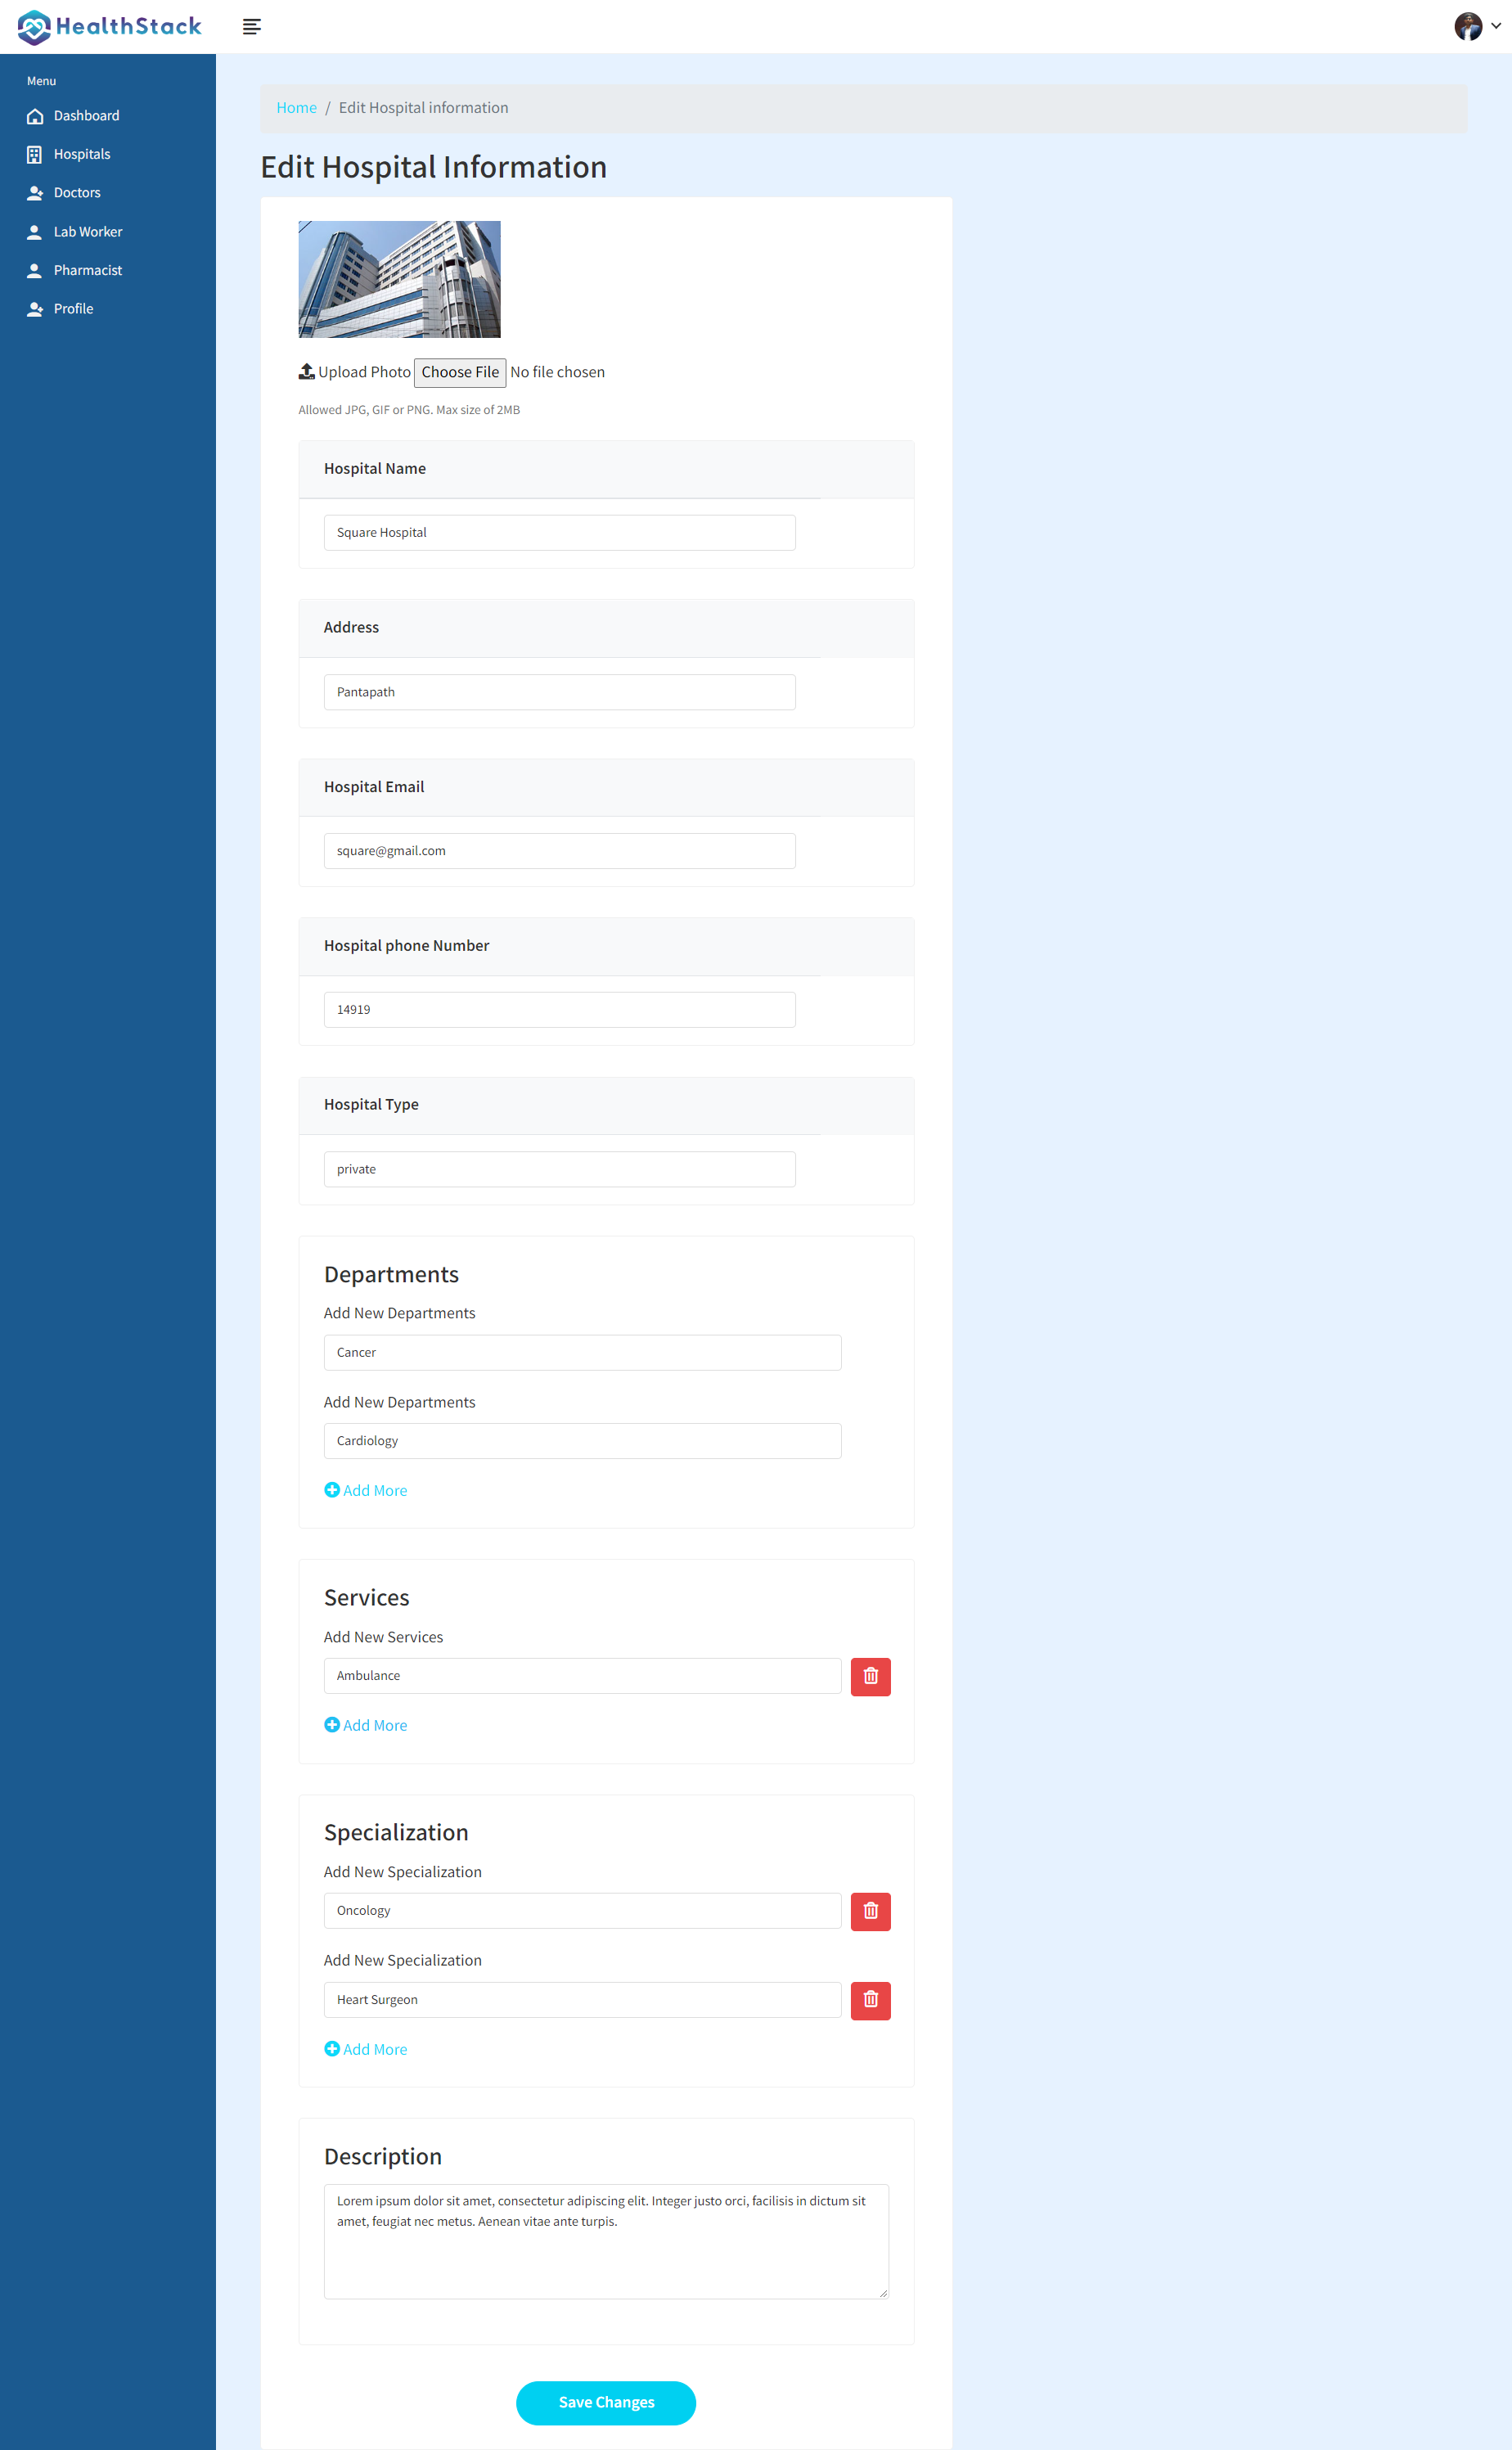 HealthStack
Menu
Dashboard
Hospitals
Doctors
Lab Worker
Pharmacist
Profile
Home / Edit Hospital information
Edit Hospital Information
Upload Photo Choose File No file chosen
Allowed JPG, GIF or PNG. Max size of 2MB
Hospital Name
Square Hospital
Address
Pantapath
Hospital Email
square@gmail.com
Hospital phone Number
14919
Hospital Type
private
Departments
Add New Departments
Cancer
Add New Departments
Cardiology
Add More
Services
Add New Services
Ambulance
Add More
Specialization
Add New Specialization
Oncology
Add New Specialization
Heart Surgeon
Add More
Description
Lorem ipsum dolor sit amet, consectetur adipiscing elit. Integer justo orci, facilisis in dictum sit
amet, feugiat nec metus. Aenean vitae ante turpis.
Save Changes